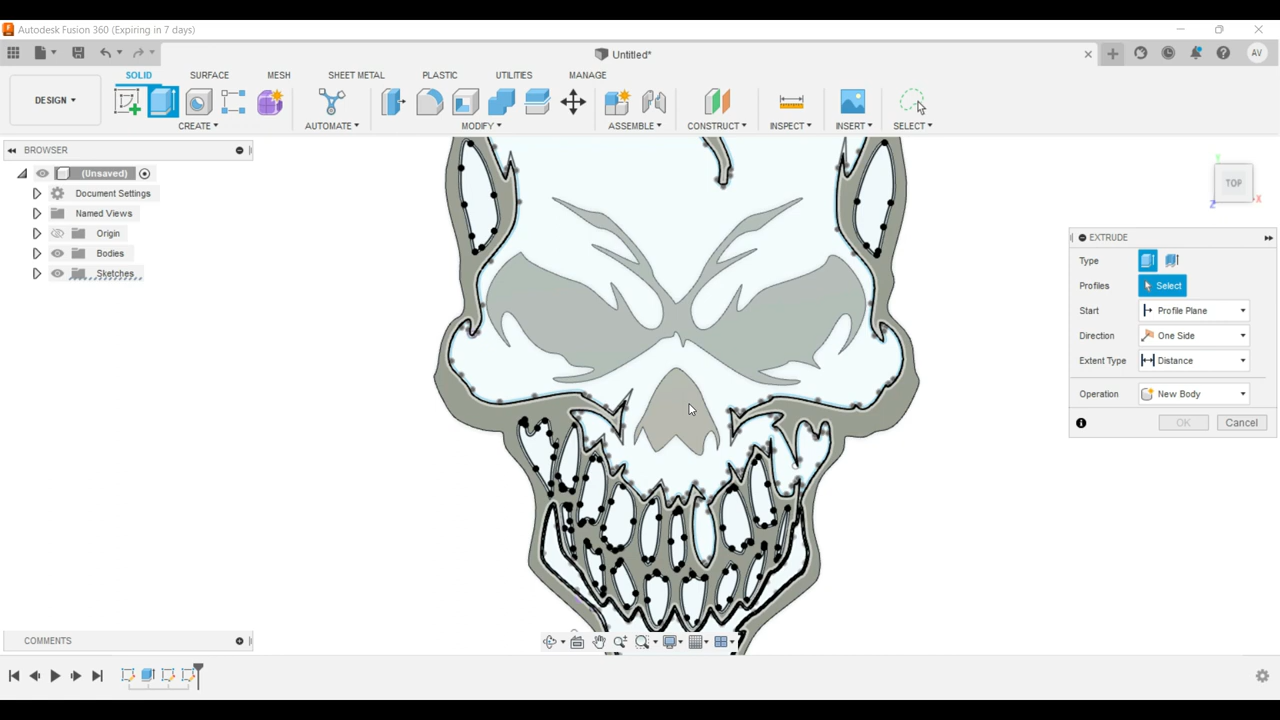 Autodesk Fusion 360 (Expiring in 7 days)
Untitled*
AV
SOLID SURFACE MESH SHEET METAL PLASTIC UTILITIES MANAGE
DESIGN
CREATE AUTOMATE MODIFY ASSEMBLE CONSTRUCT INSPECT INSERT SELECT
BROWSER
(Unsaved)
Document Settings
Named Views
Origin
Bodies
Sketches
TOP
Y
X
Z
EXTRUDE
Type
Profiles Select
Start Profile Plane
Direction One Side
Extent Type Distance
Operation New Body
OK Cancel
COMMENTS